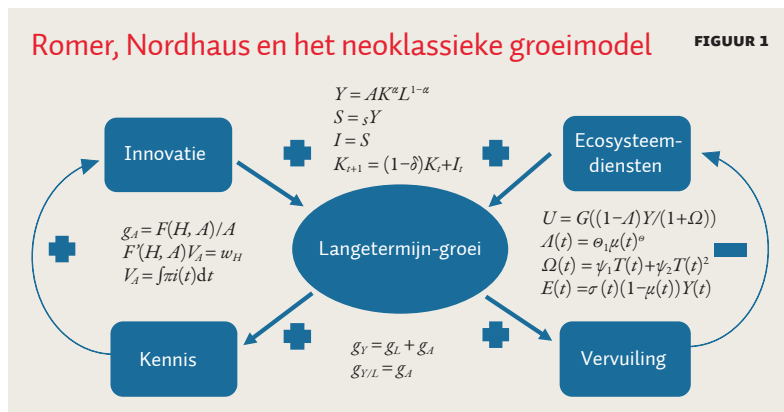 Romer, Nordhaus en het neoklassieke groeimodel
FIGUUR 1
Y = AK^α L^{1-α}
S = _sY
I = S
K_{t+1} = (1−δ)K_t+I_t
Innovatie
Ecosysteem-
diensten
g_A = F(H, A)/A
F'(H, A)V_A = w_H
V_A = ∫πi(t)dt
Langetermijn-groei
U = G((1−Λ)Y/(1+Ω))
Λ(t) = Θ_1μ(t)^Θ
Ω(t) = ψ_1T(t)+ψ_2T(t)^2
E(t) =σ(t)(1−μ(t))Y(t)
Kennis
g_Y = g_L + g_A
g_{Y/L} = g_A
Vervuiling